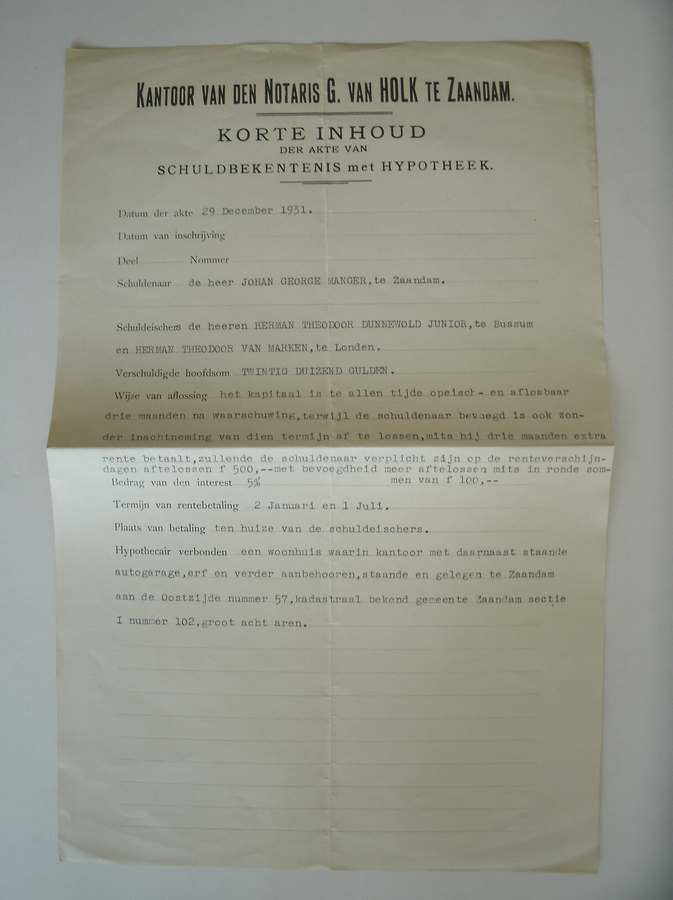 KANTOOR VAN DEN NOTARIS G. VAN HOLK TE ZAANDAM.
KORTE INHOUD
DER AKTE VAN
SCHULDBEKENTENIS met HYPOTHEEK.
Datum der akte 29 December 1931.
Datum van inschrijving
Deel Nommer
Schuldenaar de heer JOHAN GEORGE MANGER,te Zaandam.
Schuldeischers de heeren HERMAN THEODOOR DUNNEWOLD JUNIOR,te Bussum
en HERMAN THEODOOR VAN MARKEN,te Londen.
Verschuldigde hoofdsom TWINTIG DUIZEND GULDEN.
Wijze van aflossing het kapitaal is te allen tijde opeisch- en aflosbaar
drie maanden na waarschuwing,terwijl de schuldenaar bevoegd is ook zon-
der inachtneming van dien termijn af te lossen,mits hij drie maanden extra
rente betaalt,zullende de schuldenaar verplicht zijn op de renteverschijn-
dagen aftelossen f 500,--met bevoegdheid meer aftelossen mits in ronde som-
Bedrag van den interest 5% men van f 100,--
Termijn van rentebetaling 2 Januari en 1 Juli.
Plaats van betaling ten huize van de schuldeischers.
Hypothecair verbonden een woonhuis waarin kantoor met daarnaast staande
autogarage,erf en verder aanbehooren,staande en gelegen te Zaandam
aan de Oostzijde nummer 57,kadastraal bekend gemeente Zaandam sectie
I nummer 102,groot acht aren.